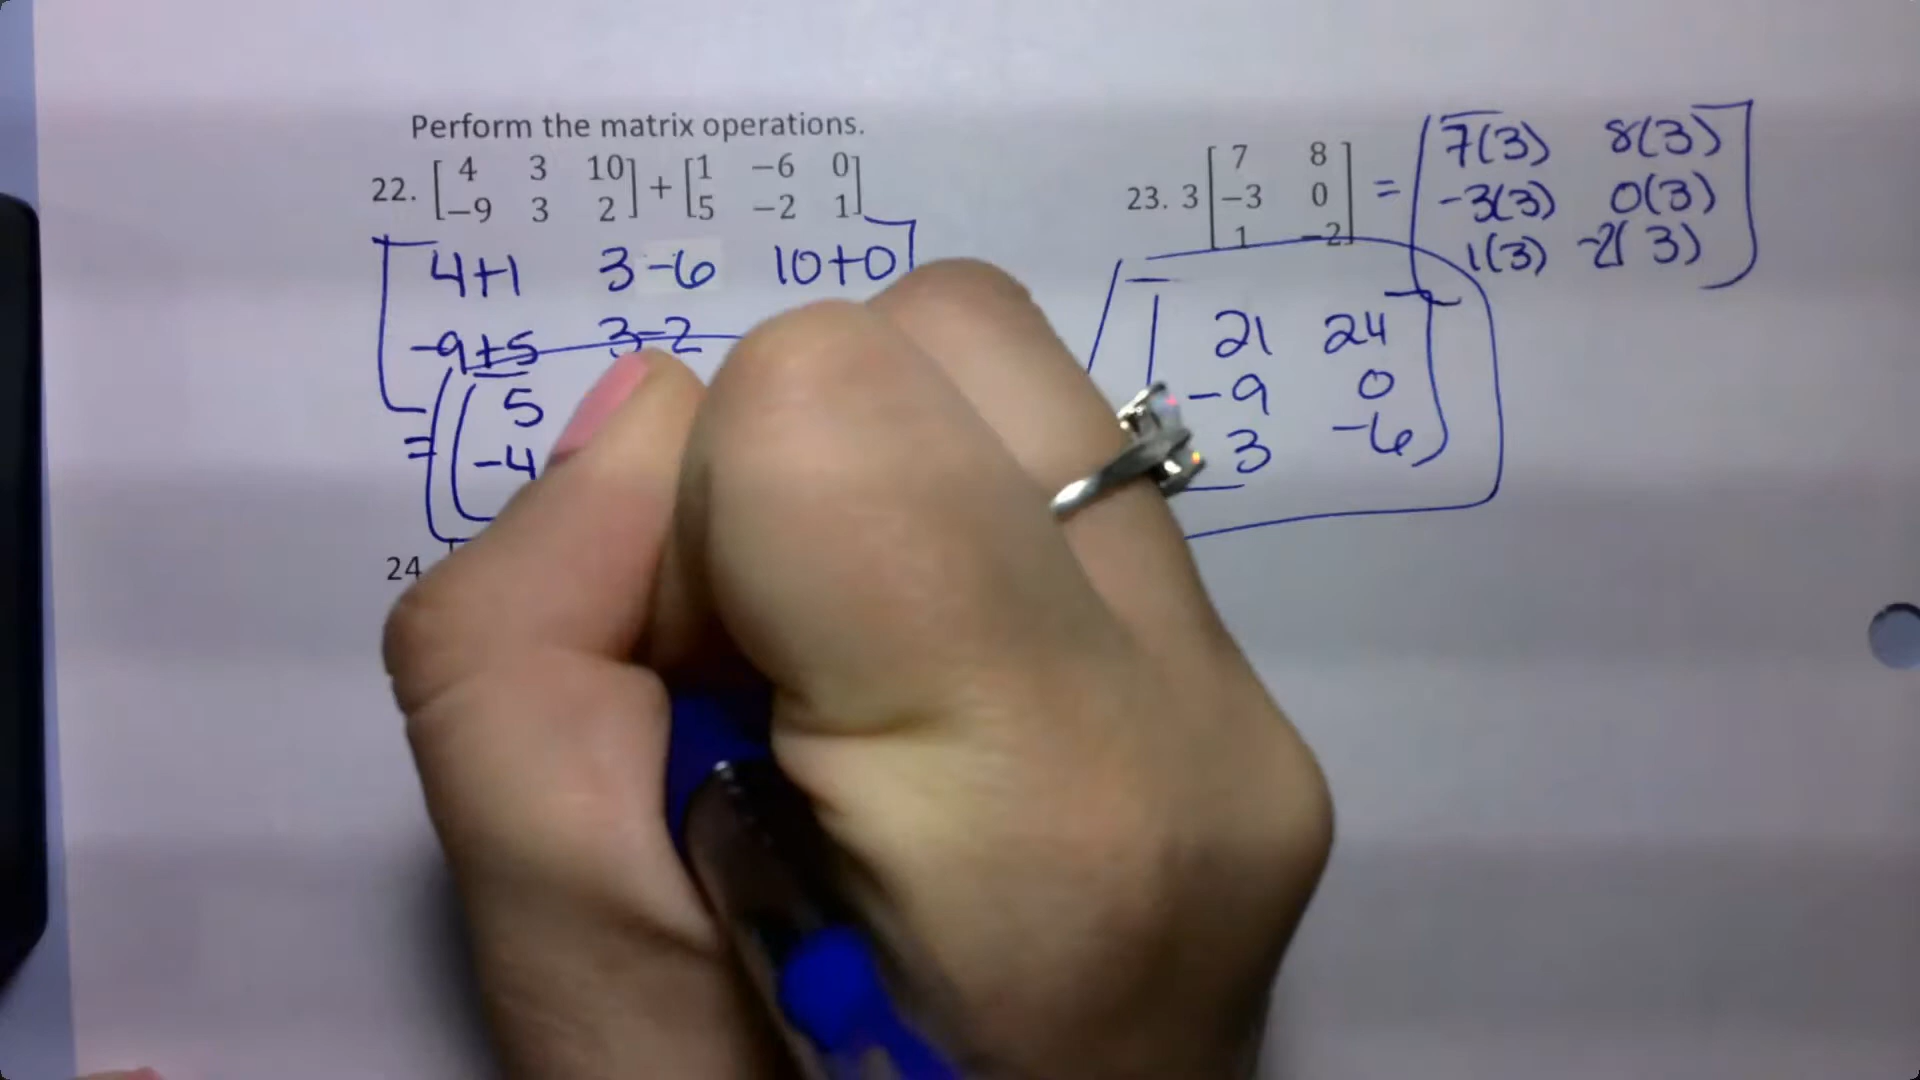 Perform the matrix operations.
22. [4 3 10] + [1 -6 0]
[-9 3 2] [5 -2 1]
4+1 3-6 10+0
-9+5 3-2
5
= -4
23. 3 [7 8] = [7(3) 8(3)]
[-3 0] [-3(3) 0(3)]
[1 -2] [1(3) -2(3)]
21 24
-9 0
3 -6
24